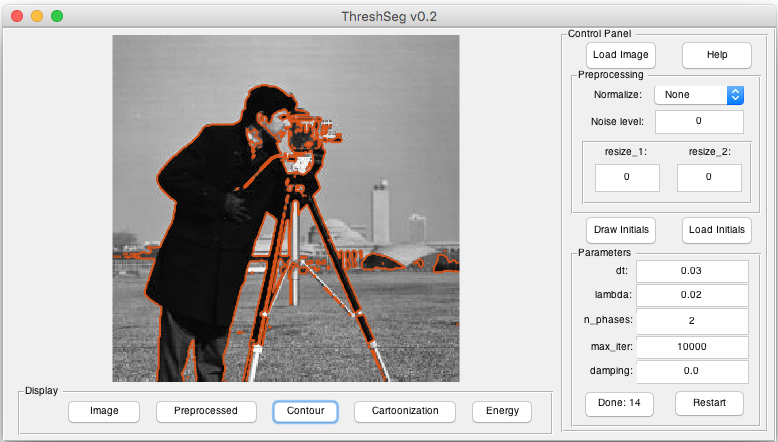 ThreshSeg v0.2
Control Panel
Load Image Help
Preprocessing
Normalize: None
Noise level: 0
resize_1: resize_2:
0 0
Draw Initials Load Initials
Parameters
dt: 0.03
lambda: 0.02
n_phases: 2
max_iter: 10000
damping: 0.0
Done: 14 Restart
Display
Image Preprocessed Contour Cartoonization Energy